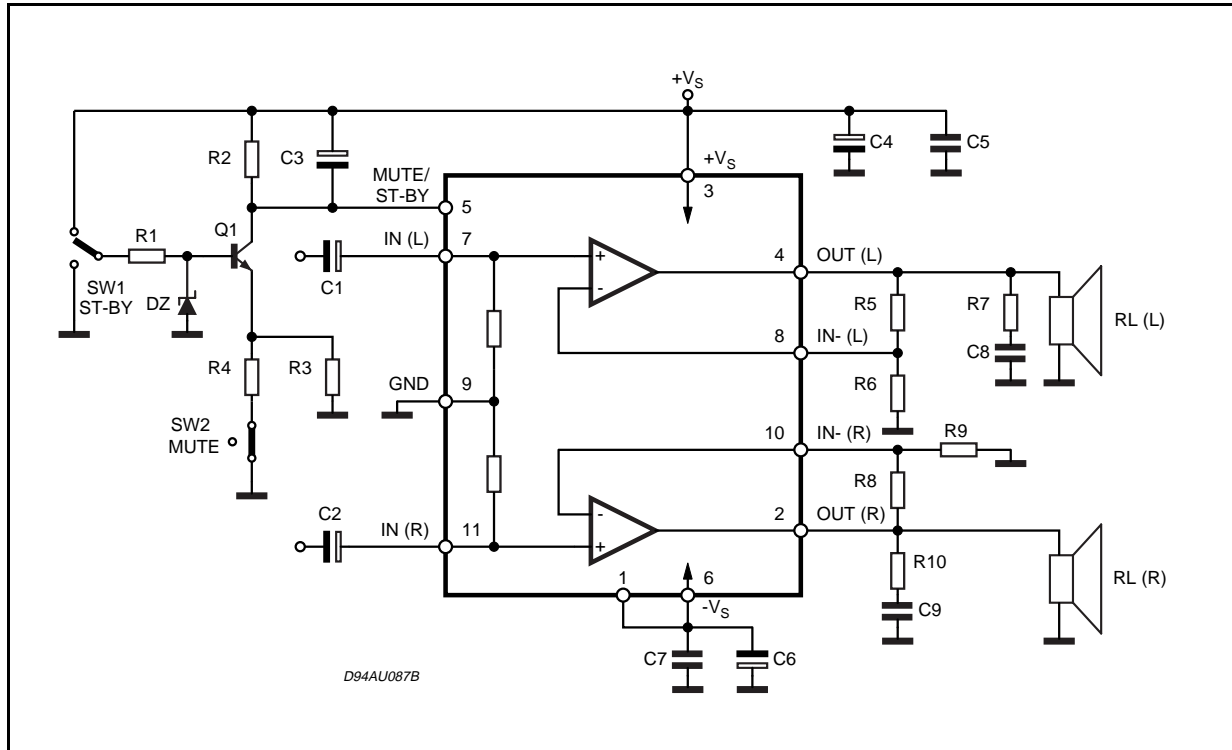 +VS
R2
C3
C4
C5
MUTE/
ST-BY
+VS
3
5
R1
Q1
IN (L)
7
4
OUT (L)
+
-
C1
SW1
ST-BY
DZ
R5
R7
RL (L)
8
IN- (L)
C8
R4
R3
GND
9
R6
SW2
MUTE
10
IN- (R)
R9
R8
C2
IN (R)
11
-
+
2
OUT (R)
R10
RL (R)
1
6
-VS
C9
C7
C6
D94AU087B